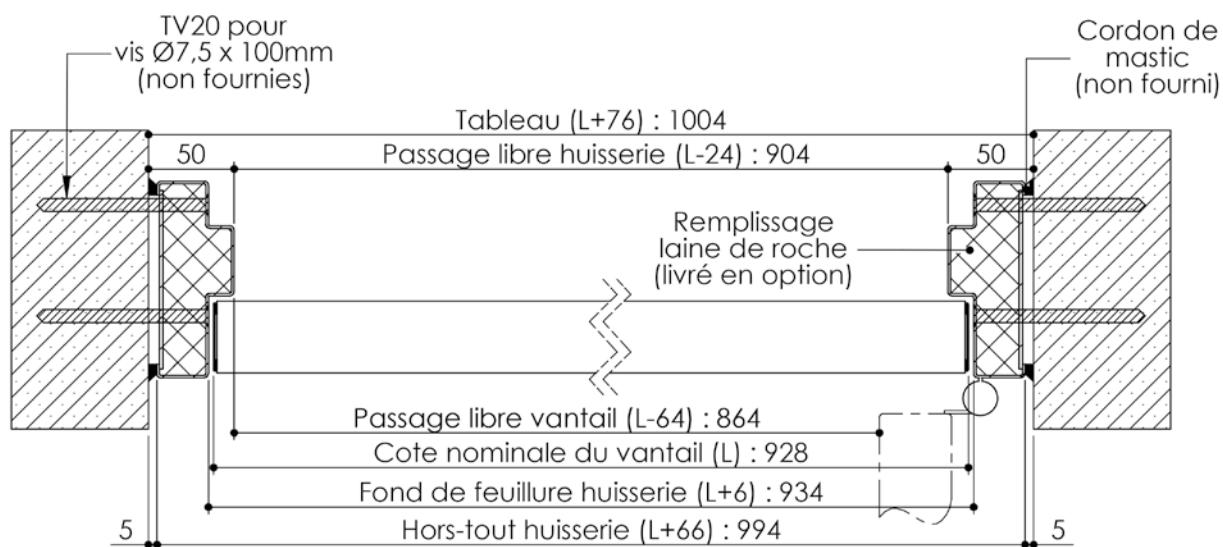 TV20 pour
vis Ø7,5 x 100mm
(non fournies)
Cordon de
mastic
(non fourni)
Tableau (L+76) : 1004
50
Passage libre huisserie (L-24) : 904
50
Remplissage
laine de roche
(livré en option)
Passage libre vantail (L-64) : 864
Cote nominale du vantail (L) : 928
Fond de feuillure huisserie (L+6) : 934
5
Hors-tout huisserie (L+66) : 994
5